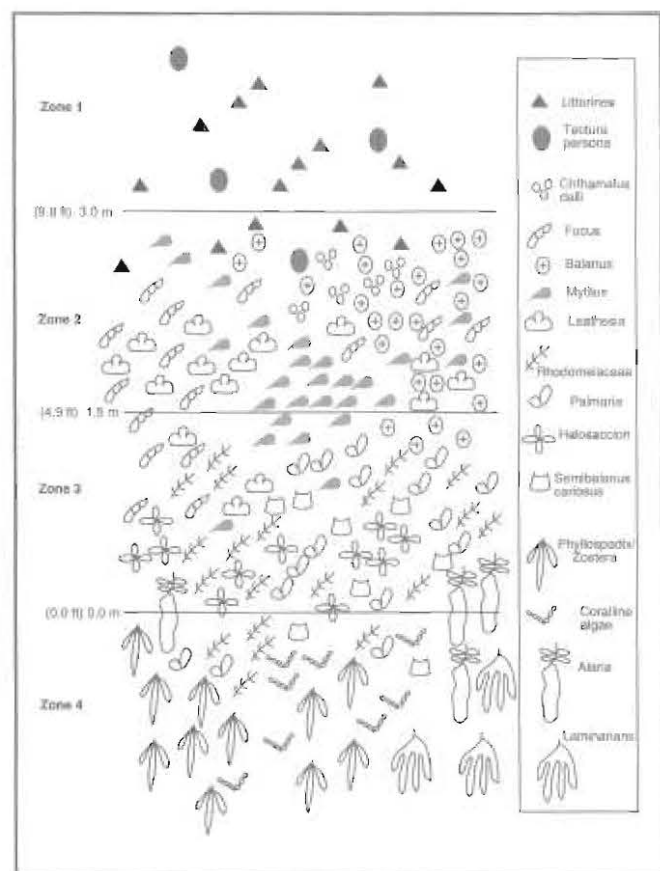 Zone 1
(9.8 ft) 3.0 m
Zone 2
(4.9 ft) 1.5 m
Zone 3
(0.0 ft) 0.0 m
Zone 4
Littorines
Tectura
persona
Chthamalus
dalli
Fucus
Balanus
Mytilus
Leathesia
Rhodomelaceae
Palmaria
Halosaccion
Semibalanus
cariosus
Phyllospadix/
Zostera
Coralline
algae
Alaria
Laminarians